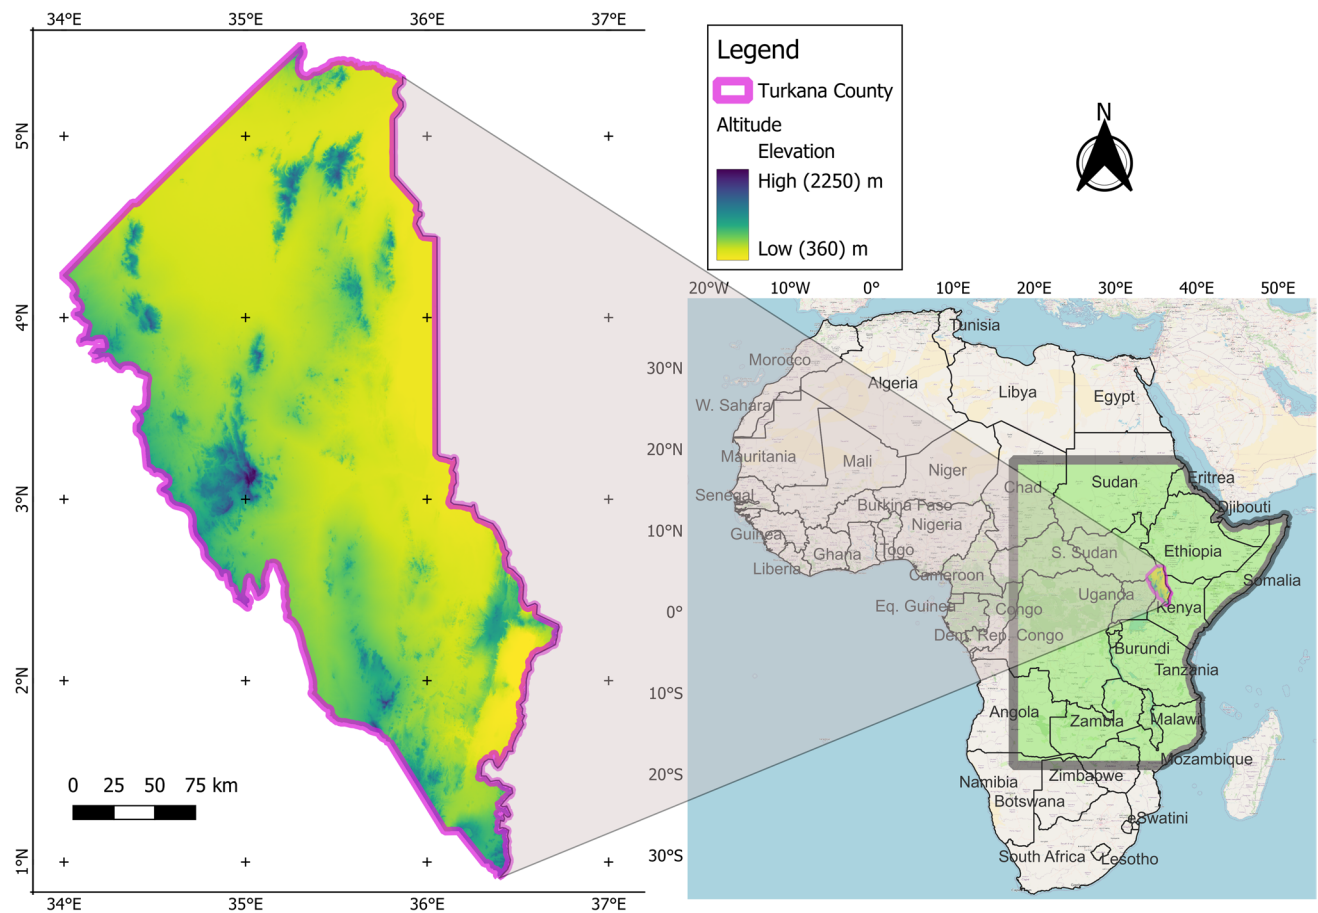 34°E 35°E 36°E 37°E
5°N
4°N
3°N
2°N
1°N
0 25 50 75 km
34°E 35°E 36°E 37°E
Legend
Turkana County
Altitude
Elevation
High (2250) m
Low (360) m
N
20°W 10°W 0° 10°E 20°E 30°E 40°E 50°E
30°N
20°N
10°N
0°
10°S
20°S
30°S
Tunisia
Morocco
Algeria
Libya
Egypt
W. Sahara
Mauritania
Mali
Niger
Chad
Sudan
Eritrea
Senegal
Burkina Faso
Djibouti
Nigeria
Guinea
Ghana
Togo
S. Sudan
Ethiopia
Liberia
Cameroon
Somalia
Uganda
Eq. Guinea
Congo
Kenya
Dem. Rep. Congo
Burundi
Tanzania
Angola
Zambia
Malawi
Mozambique
Namibia
Zimbabwe
Botswana
eSwatini
South Africa
Lesotho